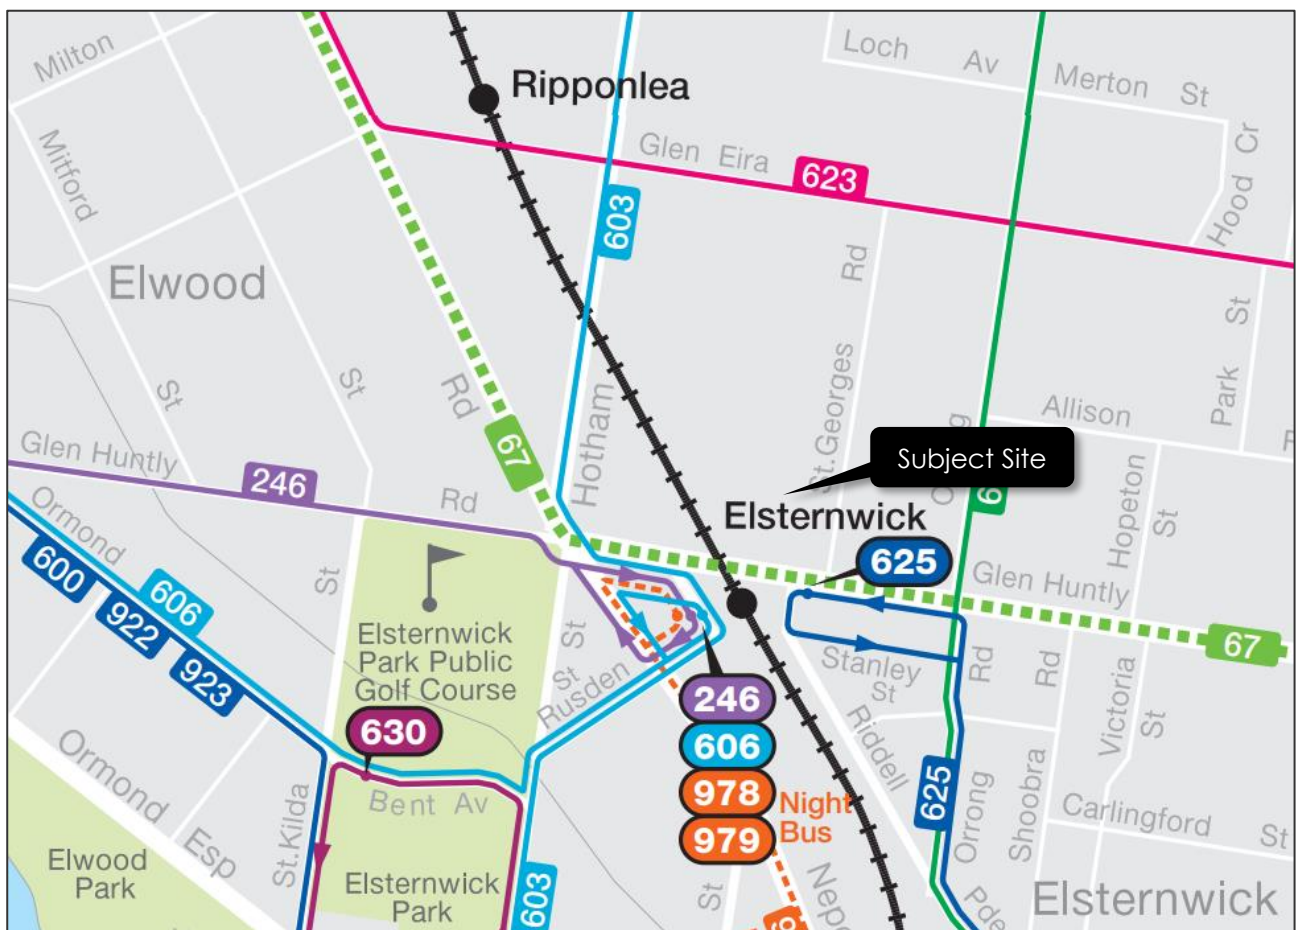 Loch Av
Merton St
Milton
Ripponlea
Glen Eira
623
Hood Cr
Mitford
603
Rd
Elwood
Park St
St
St
Rd
St.Georges
Allison
Hotham
Glen Huntly
67
Subject Site
Hopeton
St
246
Rd
Ormond
Elsternwick
625
Glen Huntly
600
606
St
922
Elsternwick
Park Public
Golf Course
St
923
Rusden
St
Stanley
St
Rd
Rd
67
Victoria
St
246
630
606
Riddell
Ormond
Esp
Bent Av
978
979
Night
Bus
625
Orrong
Shoobra
Carlingford St
St.Kilda
Elwood
Park
Elsternwick
Park
603
St
Pde
Elsternwick